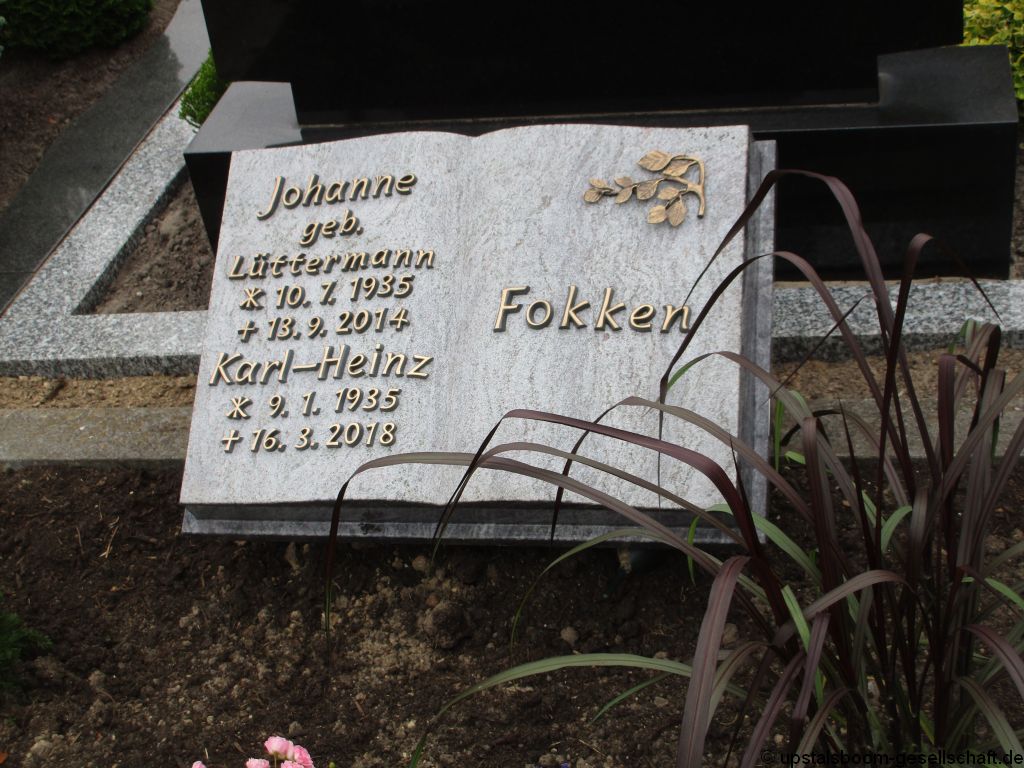 Johanne
geb.
Lüttermann
* 10. 7. 1935
+ 13. 9. 2014
Karl-Heinz
* 9. 1. 1935
+ 16. 3. 2018
Fokken
© upstalsboom-gesellschaft.de